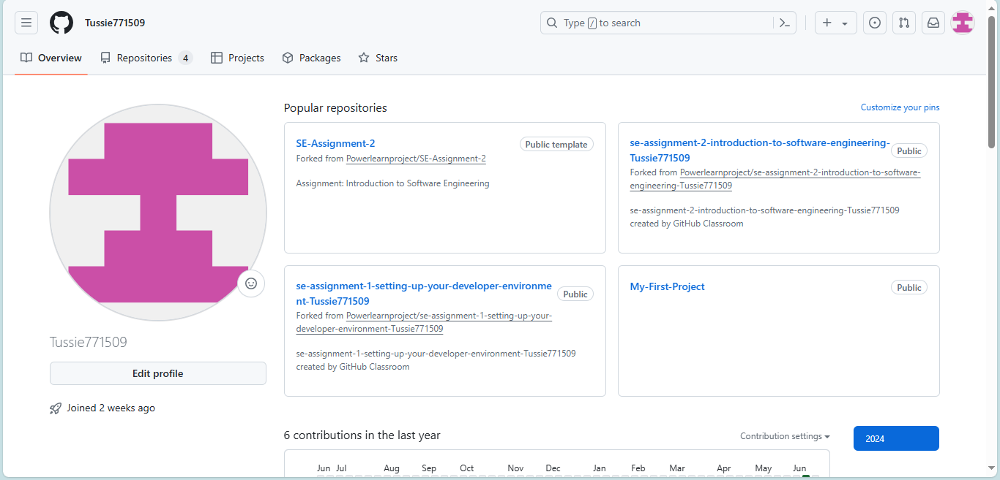 Tussie771509
Type / to search
Overview
Repositories 4
Projects
Packages
Stars
Popular repositories
Customize your pins
SE-Assignment-2
Public template
Forked from Powerlearnproject/SE-Assignment-2
Assignment: Introduction to Software Engineering
se-assignment-2-introduction-to-software-engineering-
Tussie771509
Public
Forked from Powerlearnproject/se-assignment-2-introduction-to-software-
engineering-Tussie771509
se-assignment-2-introduction-to-software-engineering-Tussie771509
created by GitHub Classroom
se-assignment-1-setting-up-your-developer-environme
nt-Tussie771509
Public
Forked from Powerlearnproject/se-assignment-1-setting-up-your-
developer-environment-Tussie771509
se-assignment-1-setting-up-your-developer-environment-Tussie771509
created by GitHub Classroom
My-First-Project
Public
Tussie771509
Edit profile
Joined 2 weeks ago
6 contributions in the last year
Contribution settings
2024
Jun Jul Aug Sep Oct Nov Dec Jan Feb Mar Apr May Jun